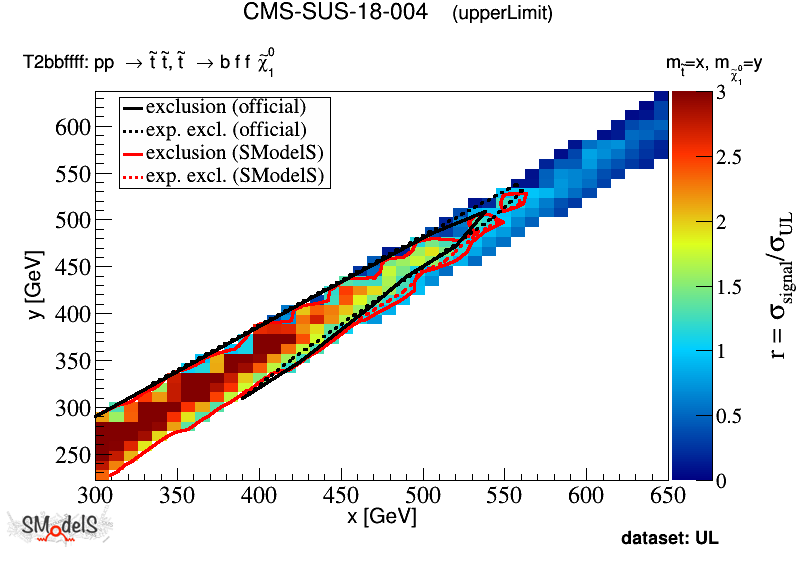 CMS-SUS-18-004 (upperLimit)
T2bbffff: pp → t̃ t̃, t̃ → b f f χ̃₁⁰
m_t̃=x, m_χ̃₁⁰=y
exclusion (official)
exp. excl. (official)
exclusion (SModelS)
exp. excl. (SModelS)
600
550
500
450
400
350
300
250
y [GeV]
300 350 400 450 500 550 600 650
x [GeV]
3
2.5
2
1.5
1
0.5
0
r = σ_signal/σ_UL
SModelS
dataset: UL